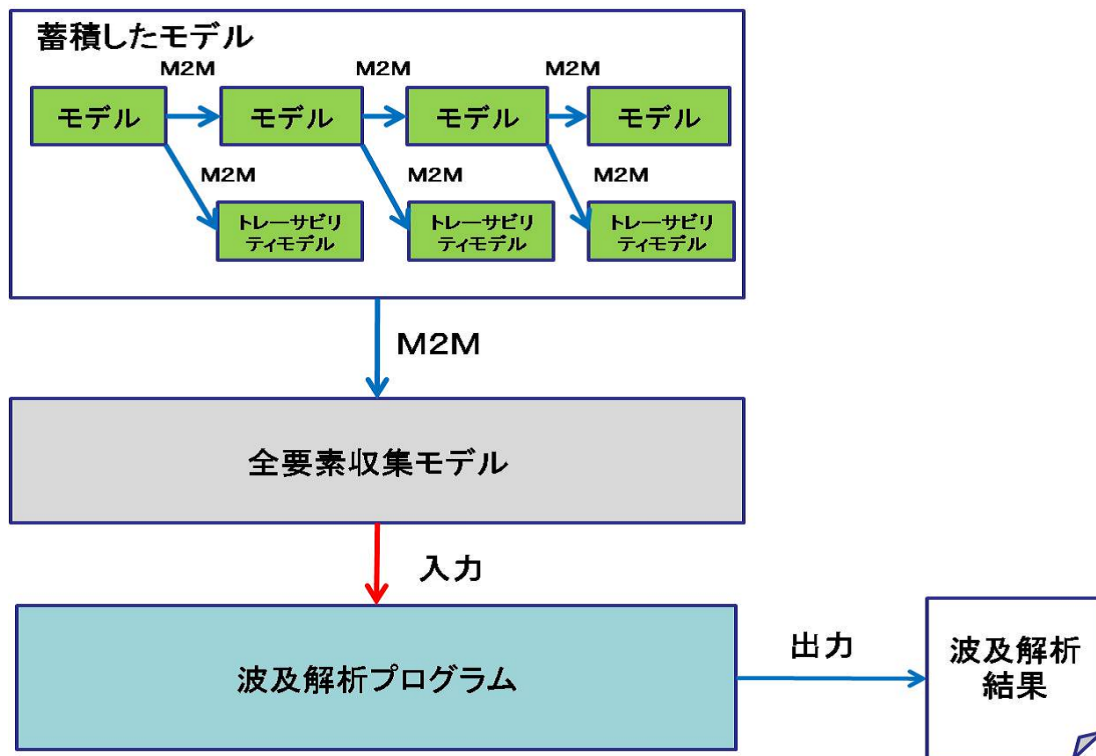 蓄積したモデル
M2M
M2M
M2M
モデル
モデル
モデル
モデル
M2M
M2M
M2M
トレーサビリ
ティモデル
トレーサビリ
ティモデル
トレーサビリ
ティモデル
M2M
全要素収集モデル
入力
波及解析プログラム
出力
波及解析
結果